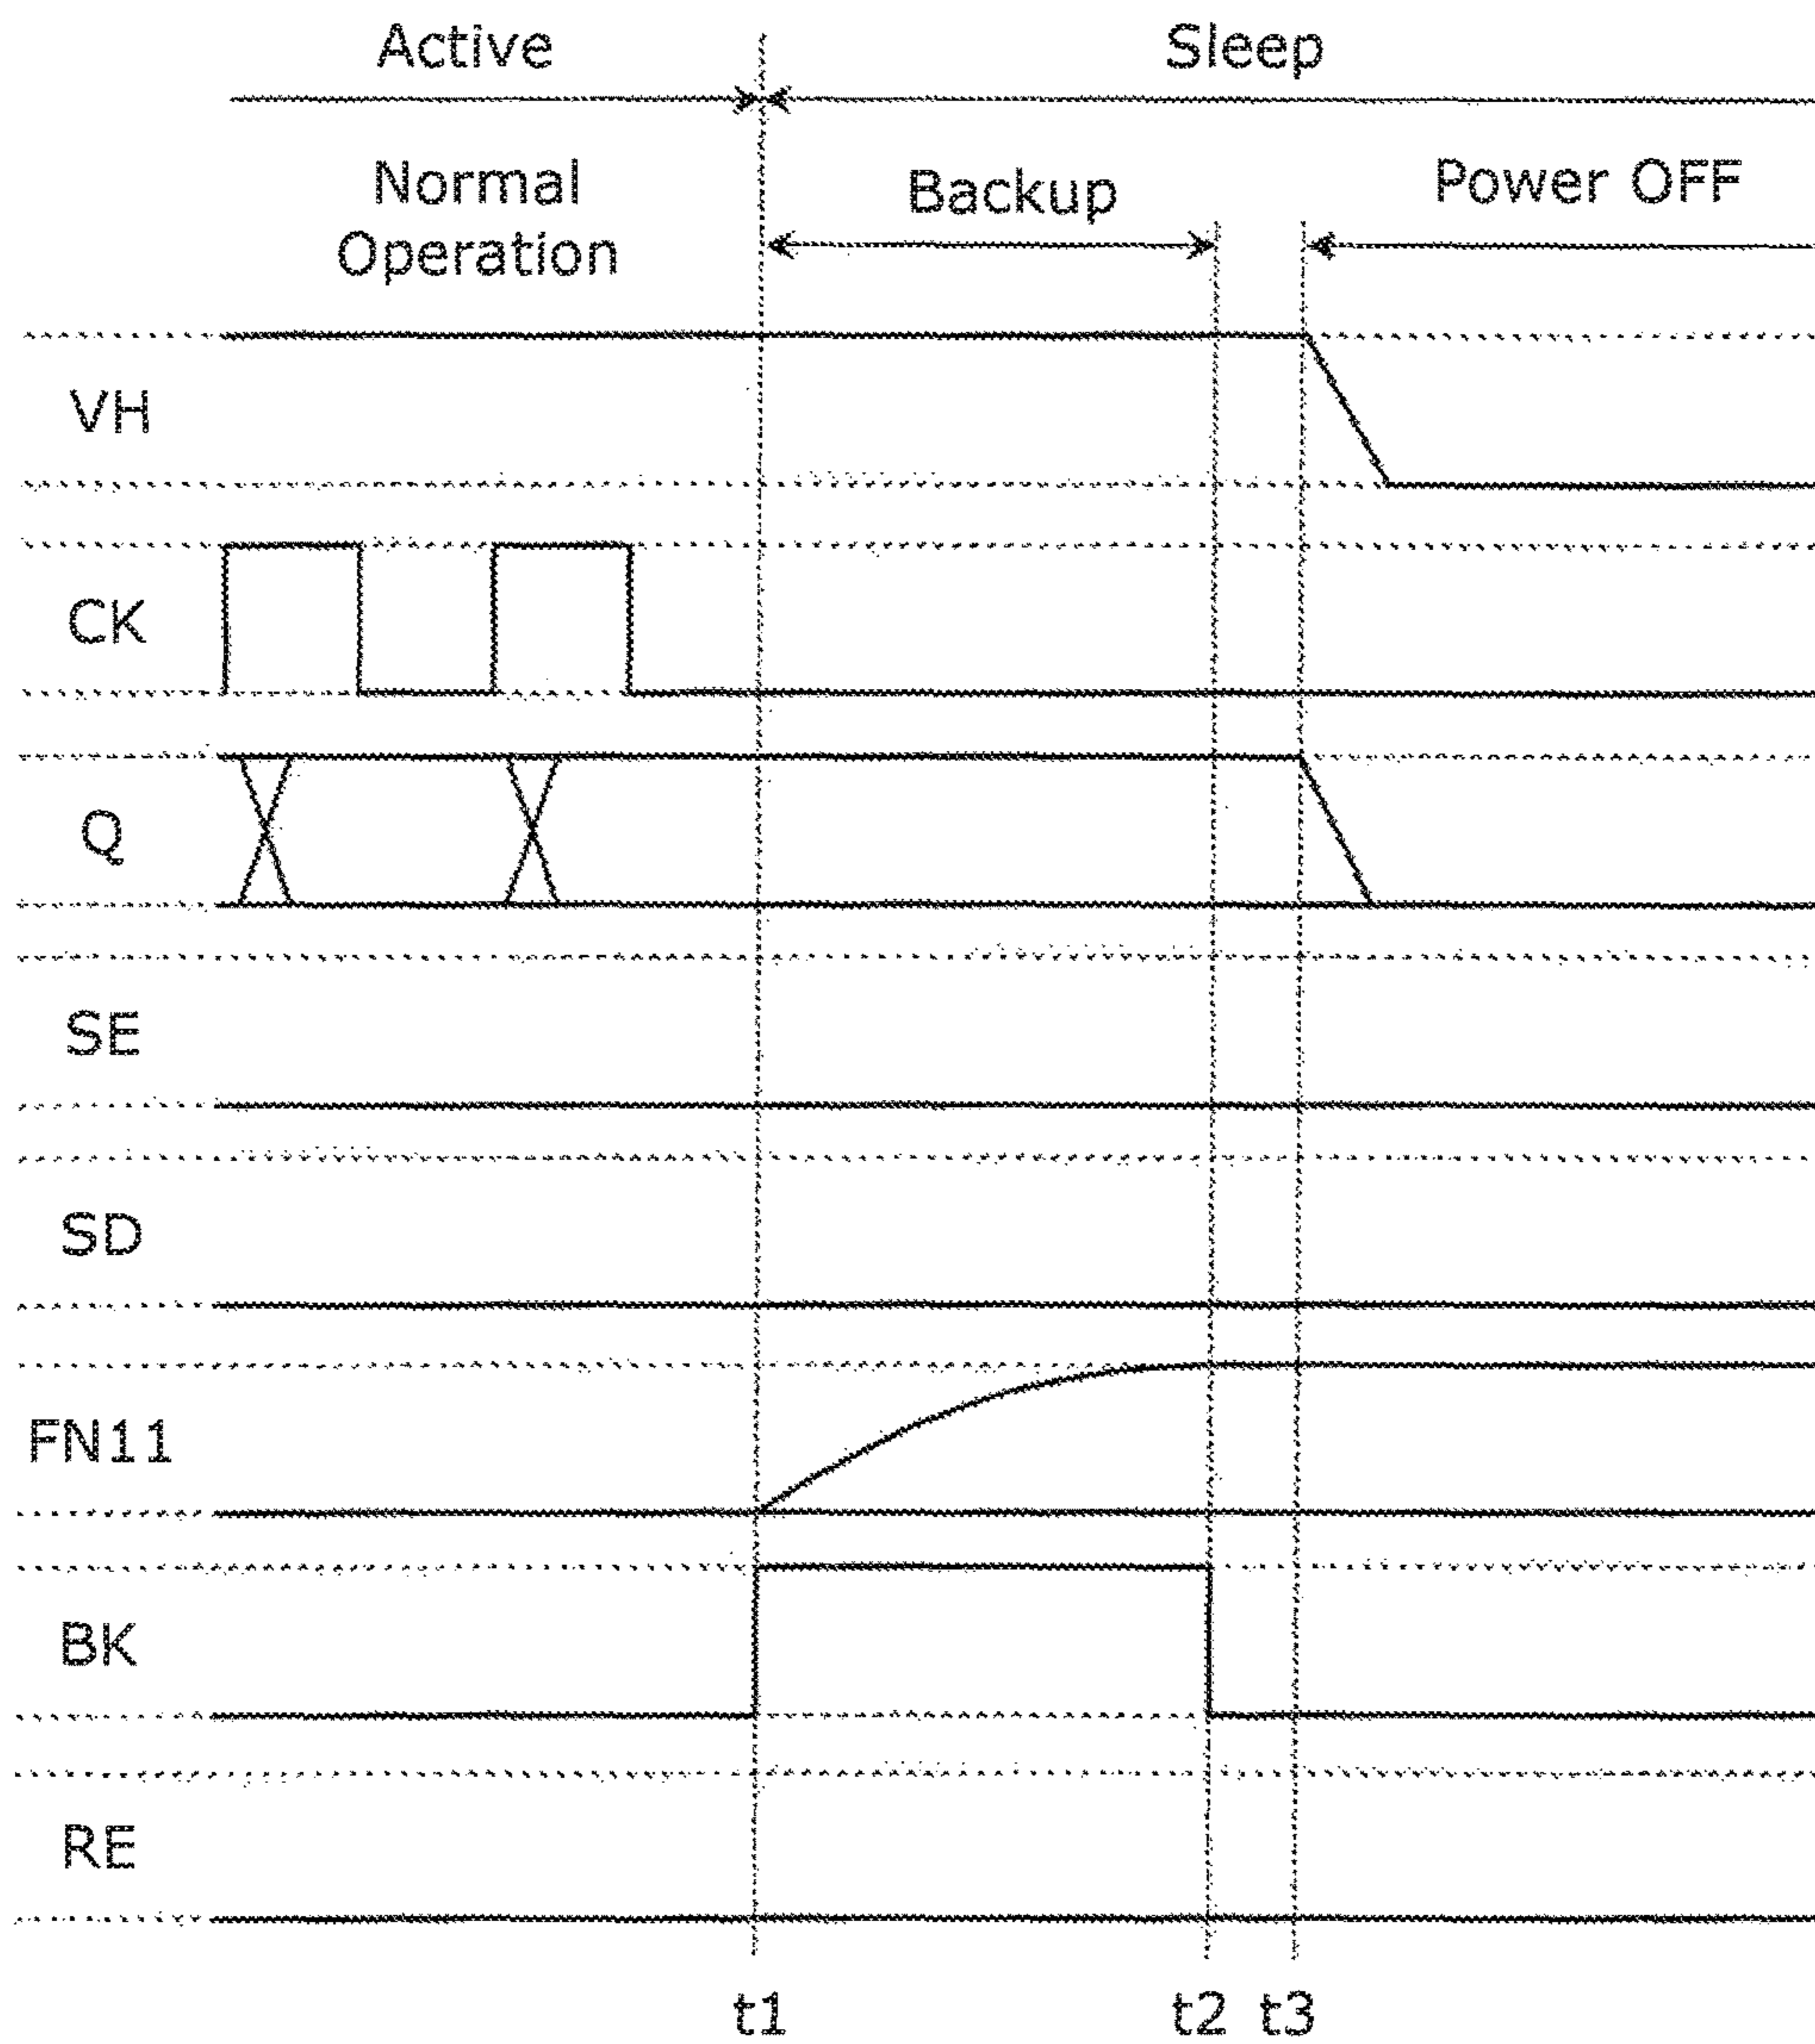 Active
Sleep
Normal
Operation
Backup
Power OFF
VH
CK
Q
SE
SD
FN11
BK
RE
t1
t2
t3